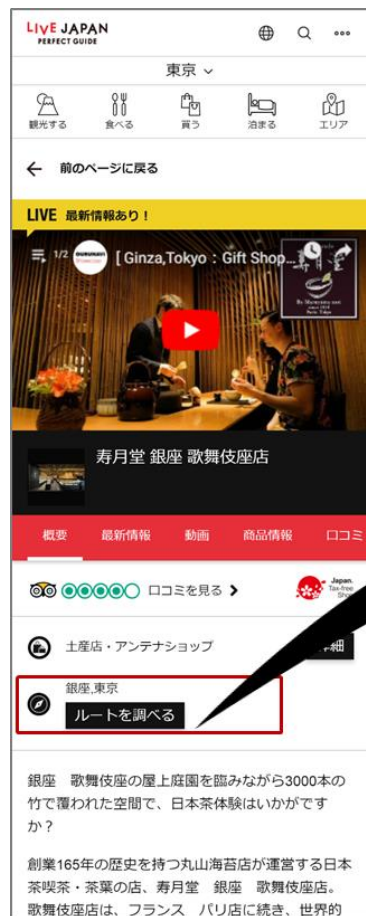 LIVE JAPAN
PERFECT GUIDE
東京
観光する 食べる 買う 泊まる エリア
前のページに戻る
LIVE 最新情報あり！
1/2 [ Ginza,Tokyo : Gift Shop...
寿月堂
By Maruyama nori
寿月堂 銀座 歌舞伎座店
概要 最新情報 動画 商品情報 口コミ
口コミを見る
Japan.
Tax-free
Shop
土産店・アンテナショップ
細
銀座,東京
ルートを調べる
銀座　歌舞伎座の屋上庭園を臨みながら3000本の
竹で覆われた空間で、日本茶体験はいかがです
か？
創業165年の歴史を持つ丸山海苔店が運営する日本
茶喫茶・茶葉の店、寿月堂　銀座　歌舞伎座店。
歌舞伎座店は、フランス　パリ店に続き、世界的